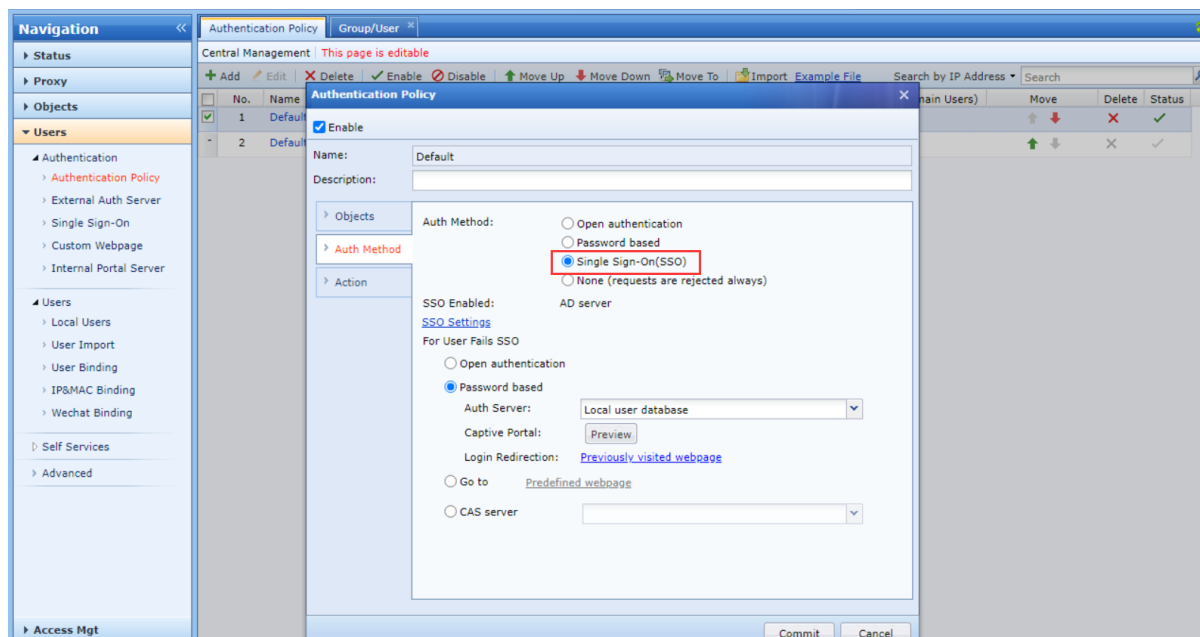 Navigation
Status
Proxy
Objects
Users
Authentication
Authentication Policy
External Auth Server
Single Sign-On
Custom Webpage
Internal Portal Server
Users
Local Users
User Import
User Binding
IP&MAC Binding
Wechat Binding
Self Services
Advanced
Access Mgt
Authentication Policy Group/User
Central Management This page is editable
Add Edit Delete Enable Disable Move Up Move Down Move To Import Example File Search by IP Address Search
No. Name main Users) Move Delete Status
1 Default
2 Default
Authentication Policy
Enable
Name: Default
Description:
Objects
Auth Method
Action
Auth Method: Open authentication
Password based
Single Sign-On(SSO)
None (requests are rejected always)
SSO Enabled: AD server
SSO Settings
For User Fails SSO
Open authentication
Password based
Auth Server: Local user database
Captive Portal: Preview
Login Redirection: Previously visited webpage
Go to Predefined webpage
CAS server
Commit Cancel